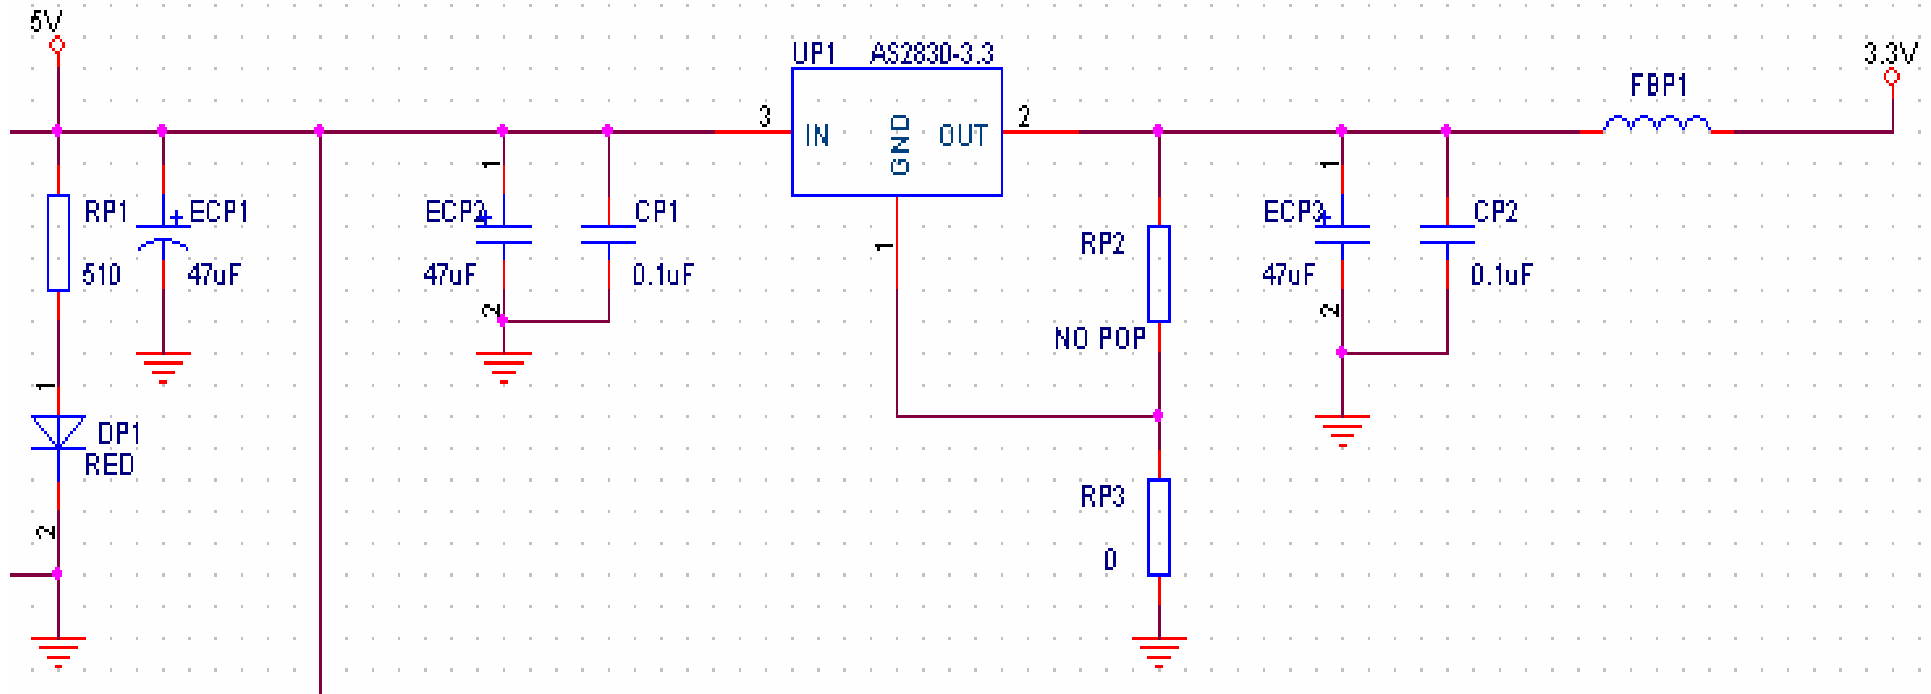 5V
UP1 AS2830-3.3
3.3V
FBP1
3
IN
GND
OUT
2
1
RP1
510
ECP1
47uF
1
ECP2
47uF
2
CP1
0.1uF
1
RP2
NO POP
1
ECP3
47uF
2
CP2
0.1uF
1
DP1
RED
2
RP3
0